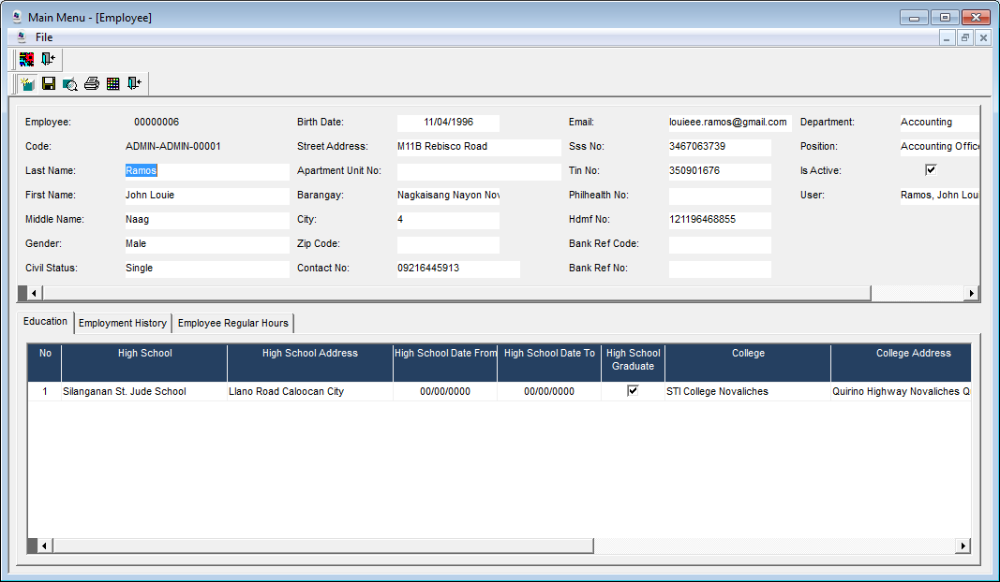 Main Menu - [Employee]
File
Employee: 00000006 Birth Date: 11/04/1996 Email: louieee.ramos@gmail.com Department: Accounting
Code: ADMIN-ADMIN-00001 Street Address: M11B Rebisco Road Sss No: 3467063739 Position: Accounting Office
Last Name: Ramos Apartment Unit No: Tin No: 350901676 Is Active:
First Name: John Louie Barangay: Nagkaisang Nayon Nov Philhealth No: User: Ramos, John Loui
Middle Name: Naag City: 4 Hdmf No: 121196468855
Gender: Male Zip Code: Bank Ref Code:
Civil Status: Single Contact No: 09216445913 Bank Ref No:
Education Employment History Employee Regular Hours
No High School High School Address High School Date From High School Date To High School College College Address
Graduate
1 Silanganan St. Jude School Llano Road Caloocan City 00/00/0000 00/00/0000 STI College Novaliches Quirino Highway Novaliches Q